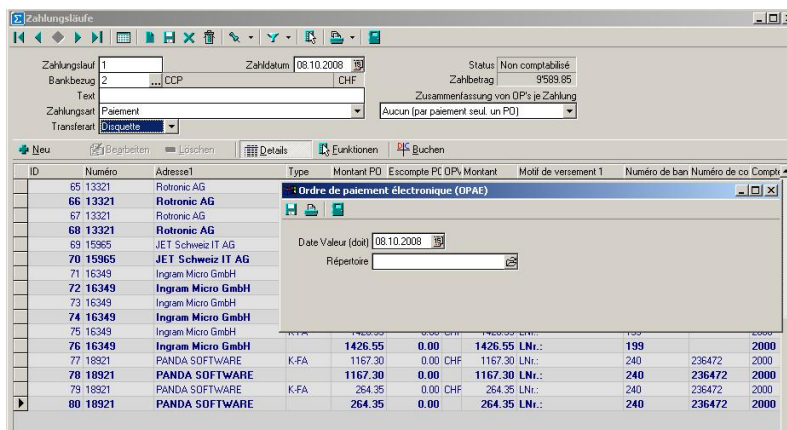 Zahlungsläufe
Zahlungslauf 1 Zahldatum 08.10.2008 Status Non comptabilisé
Bankbezug 2 ... CCP CHF Zahlbetrag 9'589.85
Text Zusammenfassung von OP's je Zahlung
Zahlungsart Paiement Aucun (par paiement seul. un PO)
Transferart Disquette
Neu Bearbeiten Löschen Details Funktionen Buchen
ID Numéro Adresse1 Type Montant PO Escompte PC OPV Montant Motif de versement 1 Numéro de ban Numéro de co Compte
65 13321 Rotronic AG
66 13321 Rotronic AG
67 13321 Rotronic AG
68 13321 Rotronic AG
69 15965 JET Schweiz IT AG
70 15965 JET Schweiz IT AG
71 16349 Ingram Micro GmbH
72 16349 Ingram Micro GmbH
73 16349 Ingram Micro GmbH
74 16349 Ingram Micro GmbH
75 16349 Ingram Micro GmbH
76 16349 Ingram Micro GmbH 1426.55 0.00 1426.55 LNr.: 199 2000
77 18921 PANDA SOFTWARE K-FA 1167.30 0.00 CHF 1167.30 LNr.: 240 236472 2000
78 18921 PANDA SOFTWARE 1167.30 0.00 1167.30 LNr.: 240 236472 2000
79 18921 PANDA SOFTWARE K-FA 264.35 0.00 CHF 264.35 LNr.: 240 236472 2000
80 18921 PANDA SOFTWARE 264.35 0.00 264.35 LNr.: 240 236472 2000
Ordre de paiement électronique (OPAE)
Date Valeur (doit) 08.10.2008
Répertoire